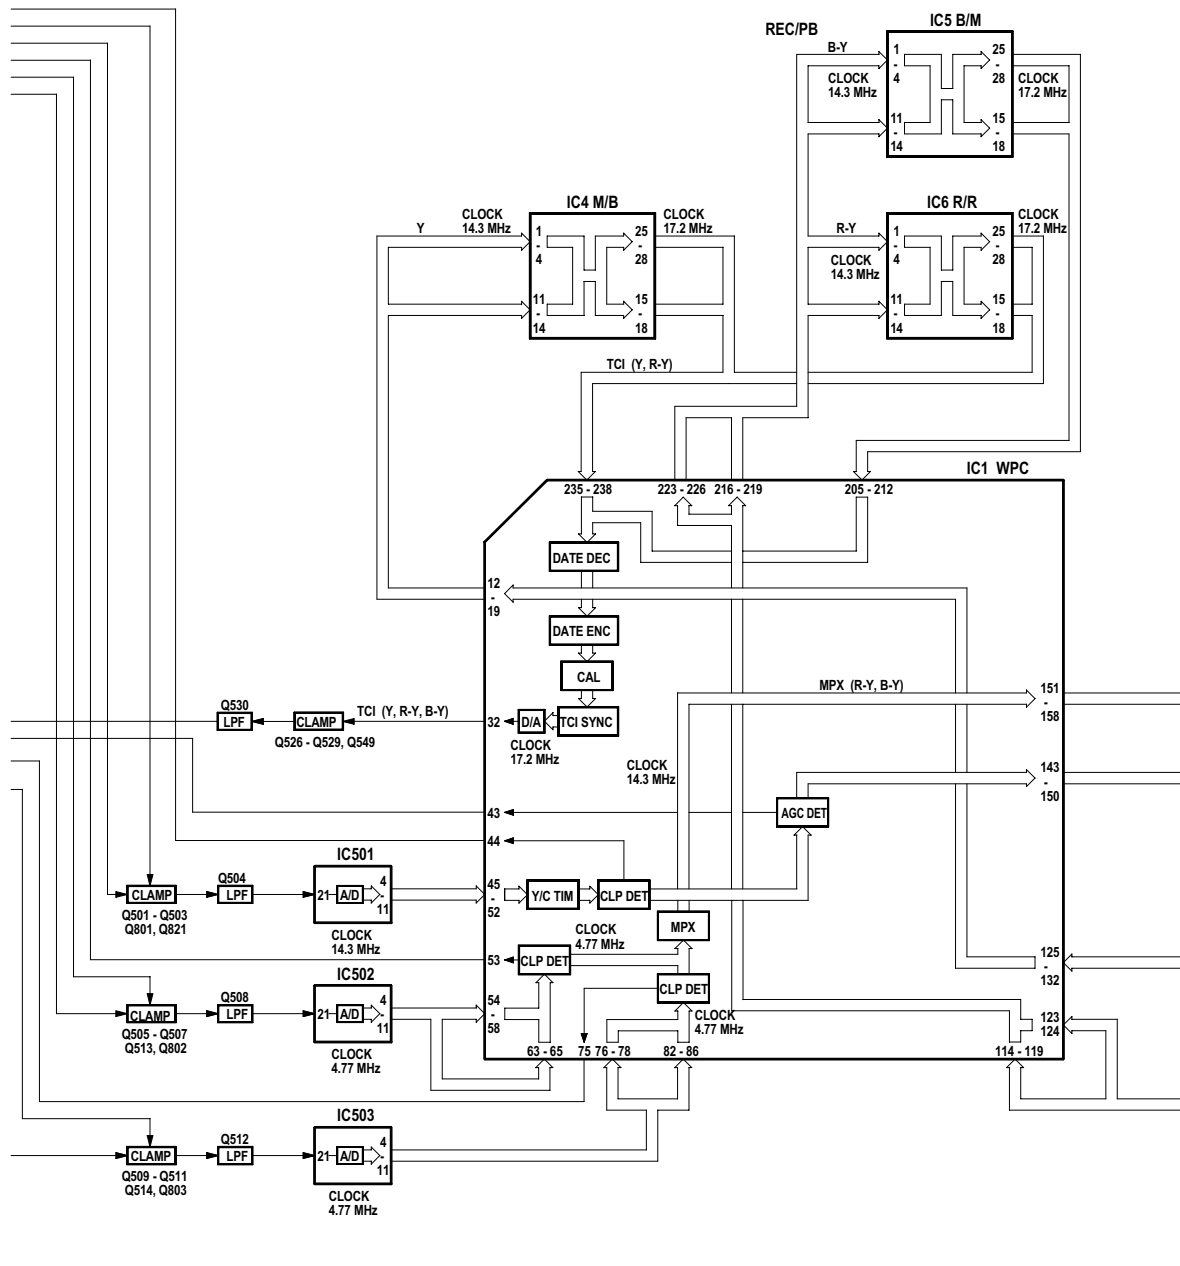 REC/PB
IC5 B/M
B-Y
CLOCK
14.3 MHz
1
-
4
11
-
14
25
-
28
15
-
18
CLOCK
17.2 MHz
IC4 M/B
Y
CLOCK
14.3 MHz
1
-
4
11
-
14
25
-
28
15
-
18
CLOCK
17.2 MHz
IC6 R/R
R-Y
CLOCK
14.3 MHz
1
-
4
11
-
14
25
-
28
15
-
18
CLOCK
17.2 MHz
TCI (Y, R-Y)
IC1 WPC
235 - 238
223 - 226
216 - 219
205 - 212
DATE DEC
12
-
19
DATE ENC
CAL
TCI SYNC
D/A
CLOCK
17.2 MHz
32
TCI (Y, R-Y, B-Y)
Q530
LPF
CLAMP
Q526 - Q529, Q549
MPX (R-Y, B-Y)
151
-
158
CLOCK
14.3 MHz
143
-
150
AGC DET
43
44
IC501
CLAMP
Q501 - Q503
Q801, Q821
Q504
LPF
21
A/D
4
-
11
CLOCK
14.3 MHz
45
-
52
Y/C TIM
CLP DET
MPX
CLOCK
4.77 MHz
53
CLP DET
CLP DET
CLOCK
4.77 MHz
125
-
132
IC502
CLAMP
Q505 - Q507
Q513, Q802
Q508
LPF
21
A/D
4
-
11
CLOCK
4.77 MHz
54
-
58
123
124
63 - 65
75
76 - 78
82 - 86
114 - 119
IC503
CLAMP
Q509 - Q511
Q514, Q803
Q512
LPF
21
A/D
4
-
11
CLOCK
4.77 MHz